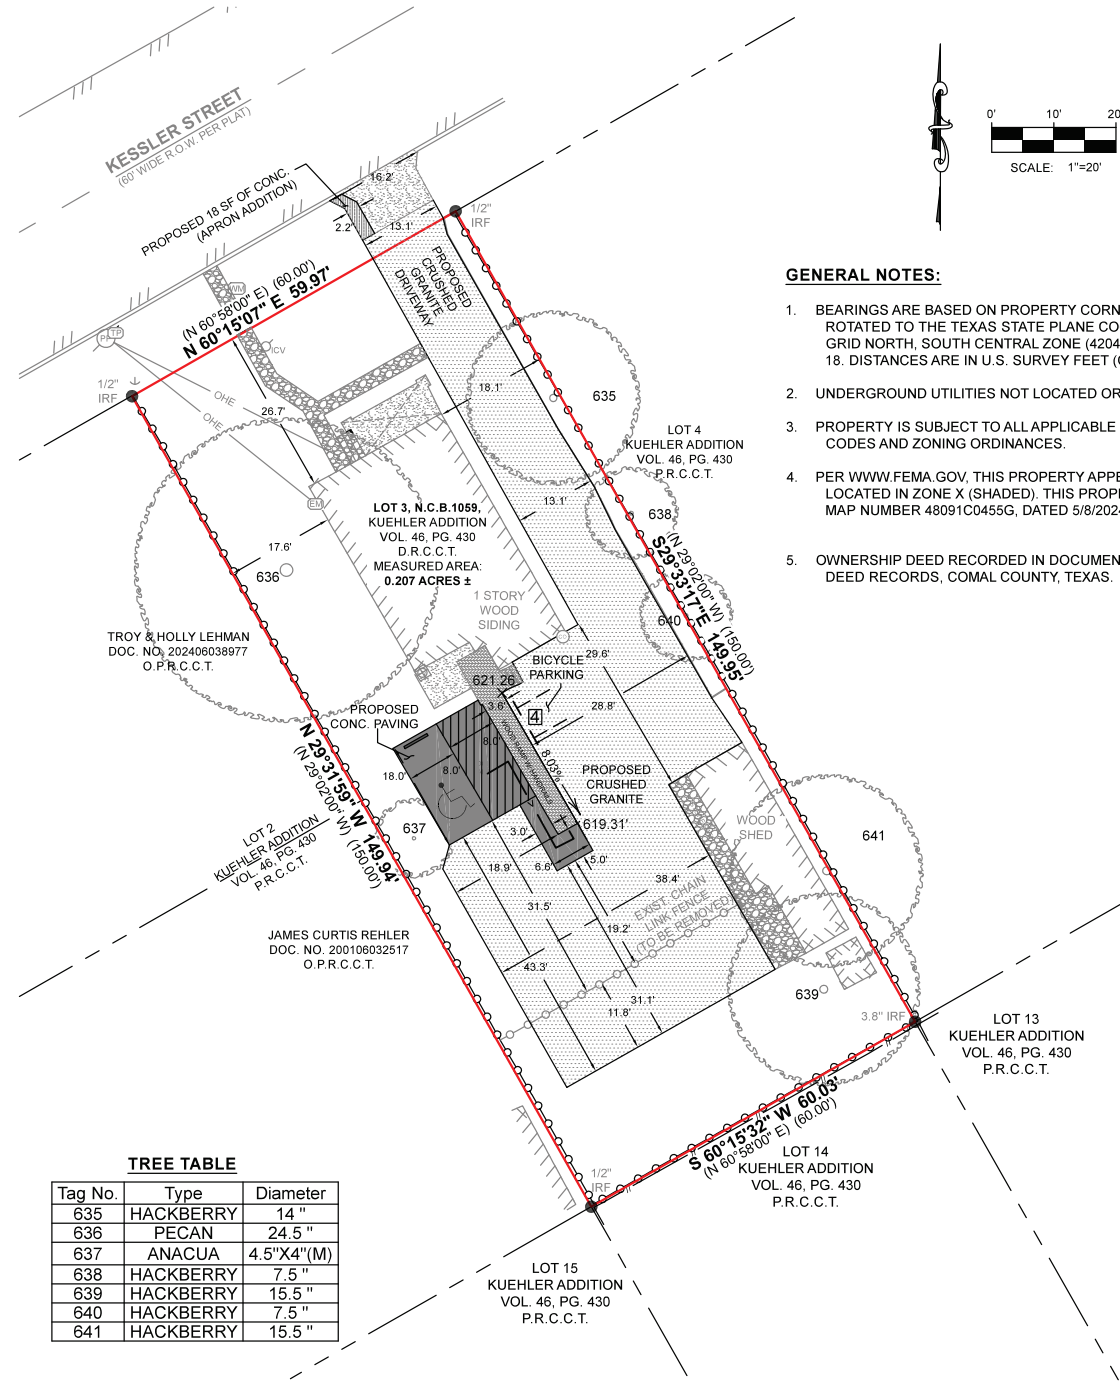 KESSLER STREET
(60' WIDE R.O.W. PER PLAT)
PROPOSED 18 SF OF CONC.
(APRON ADDITION)
16.2'
2.2'
13.1'
1/2"
IRF
(N 60°58'00" E) (60.00')
N 60°15'07" E 59.97'
PROPOSED
CRUSHED
GRANITE
DRIVEWAY
WM
TP
ICV
1/2"
IRF
OHE
OHE
26.7'
18.1'
635
EM
13.1'
638
LOT 4
KUEHLER ADDITION
VOL. 46, PG. 430
P.R.C.C.T.
LOT 3, N.C.B.1059,
KUEHLER ADDITION
VOL. 46, PG. 430
D.R.C.C.T.
MEASURED AREA:
0.207 ACRES ±
17.6'
636
1 STORY
WOOD
SIDING
(N 29°02'00" W) (150.00')
S29°33'17"E 149.95'
640
TROY & HOLLY LEHMAN
DOC. NO. 202406038977
O.P.R.C.C.T.
29.6'
BICYCLE
PARKING
621.26
3.6'
4
28.8'
PROPOSED
CONC. PAVING
8.0'
8.03%
18.0'
8.0'
PROPOSED
CRUSHED
GRANITE
N 29°31'59" W 149.94'
(N 29°02'00" W) (150.00')
LOT 2
KUEHLER ADDITION
VOL. 46, PG. 430
P.R.C.C.T.
637
619.31'
3.0'
WOOD
SHED
641
18.9'
6.6'
5.0'
38.4'
31.5'
EXIST. CHAIN
LINK FENCE
(TO BE REMOVED)
19.2'
JAMES CURTIS REHLER
DOC. NO. 200106032517
O.P.R.C.C.T.
43.3'
31.1'
11.8'
639
3.8" IRF
LOT 13
KUEHLER ADDITION
VOL. 46, PG. 430
P.R.C.C.T.
S 60°15'32" W 60.03'
(N 60°58'00" E) (60.00')
LOT 14
KUEHLER ADDITION
VOL. 46, PG. 430
P.R.C.C.T.
1/2"
IRF
LOT 15
KUEHLER ADDITION
VOL. 46, PG. 430
P.R.C.C.T.
0' 10' 20
SCALE: 1"=20'
GENERAL NOTES:
1. BEARINGS ARE BASED ON PROPERTY CORN
ROTATED TO THE TEXAS STATE PLANE CO
GRID NORTH, SOUTH CENTRAL ZONE (4204
18. DISTANCES ARE IN U.S. SURVEY FEET (
2. UNDERGROUND UTILITIES NOT LOCATED OR
3. PROPERTY IS SUBJECT TO ALL APPLICABLE
CODES AND ZONING ORDINANCES.
4. PER WWW.FEMA.GOV, THIS PROPERTY APPE
LOCATED IN ZONE X (SHADED). THIS PROP
MAP NUMBER 48091C0455G, DATED 5/8/2024
5. OWNERSHIP DEED RECORDED IN DOCUMEN
DEED RECORDS, COMAL COUNTY, TEXAS.
TREE TABLE
Tag No. Type Diameter
635 HACKBERRY 14 "
636 PECAN 24.5 "
637 ANACUA 4.5"X4"(M)
638 HACKBERRY 7.5 "
639 HACKBERRY 15.5 "
640 HACKBERRY 7.5 "
641 HACKBERRY 15.5 "